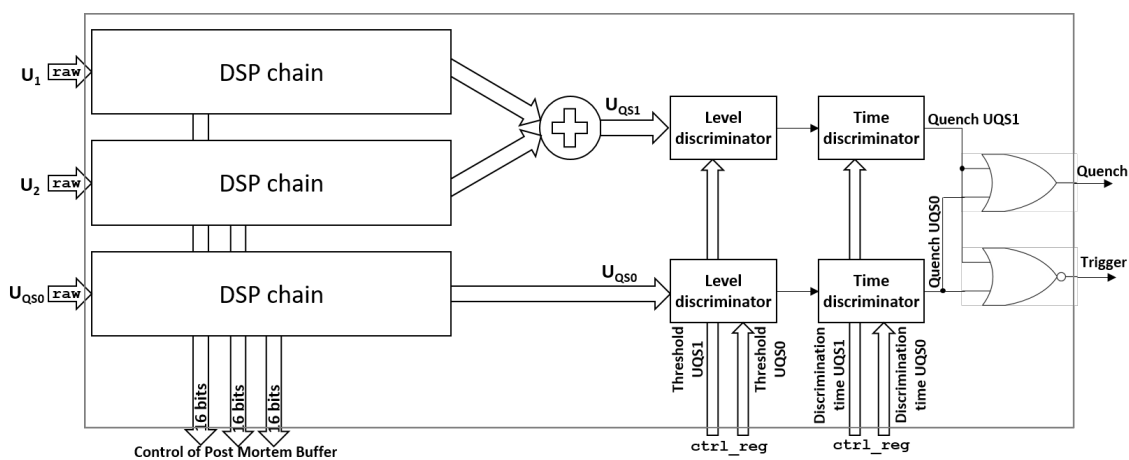 U1 raw DSP chain
U2 raw DSP chain
UQS0 raw DSP chain
UQS1
UQS0
Level
discriminator
Time
discriminator
Quench UQS1
Quench
Level
discriminator
Time
discriminator
Quench UQS0
Trigger
Threshold
UQS1
Threshold
UQS0
Discrimination
time UQS1
Discrimination
time UQS0
16 bits
16 bits
16 bits
Control of Post Mortem Buffer
ctrl_reg
ctrl_reg